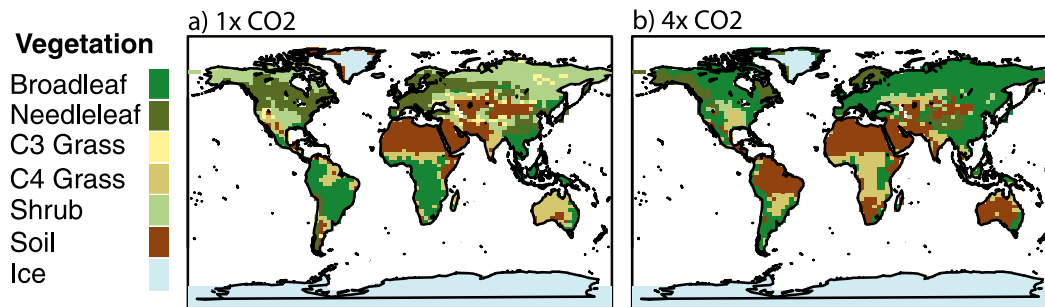 a) 1x CO2
b) 4x CO2
Vegetation
Broadleaf
Needleleaf
C3 Grass
C4 Grass
Shrub
Soil
Ice